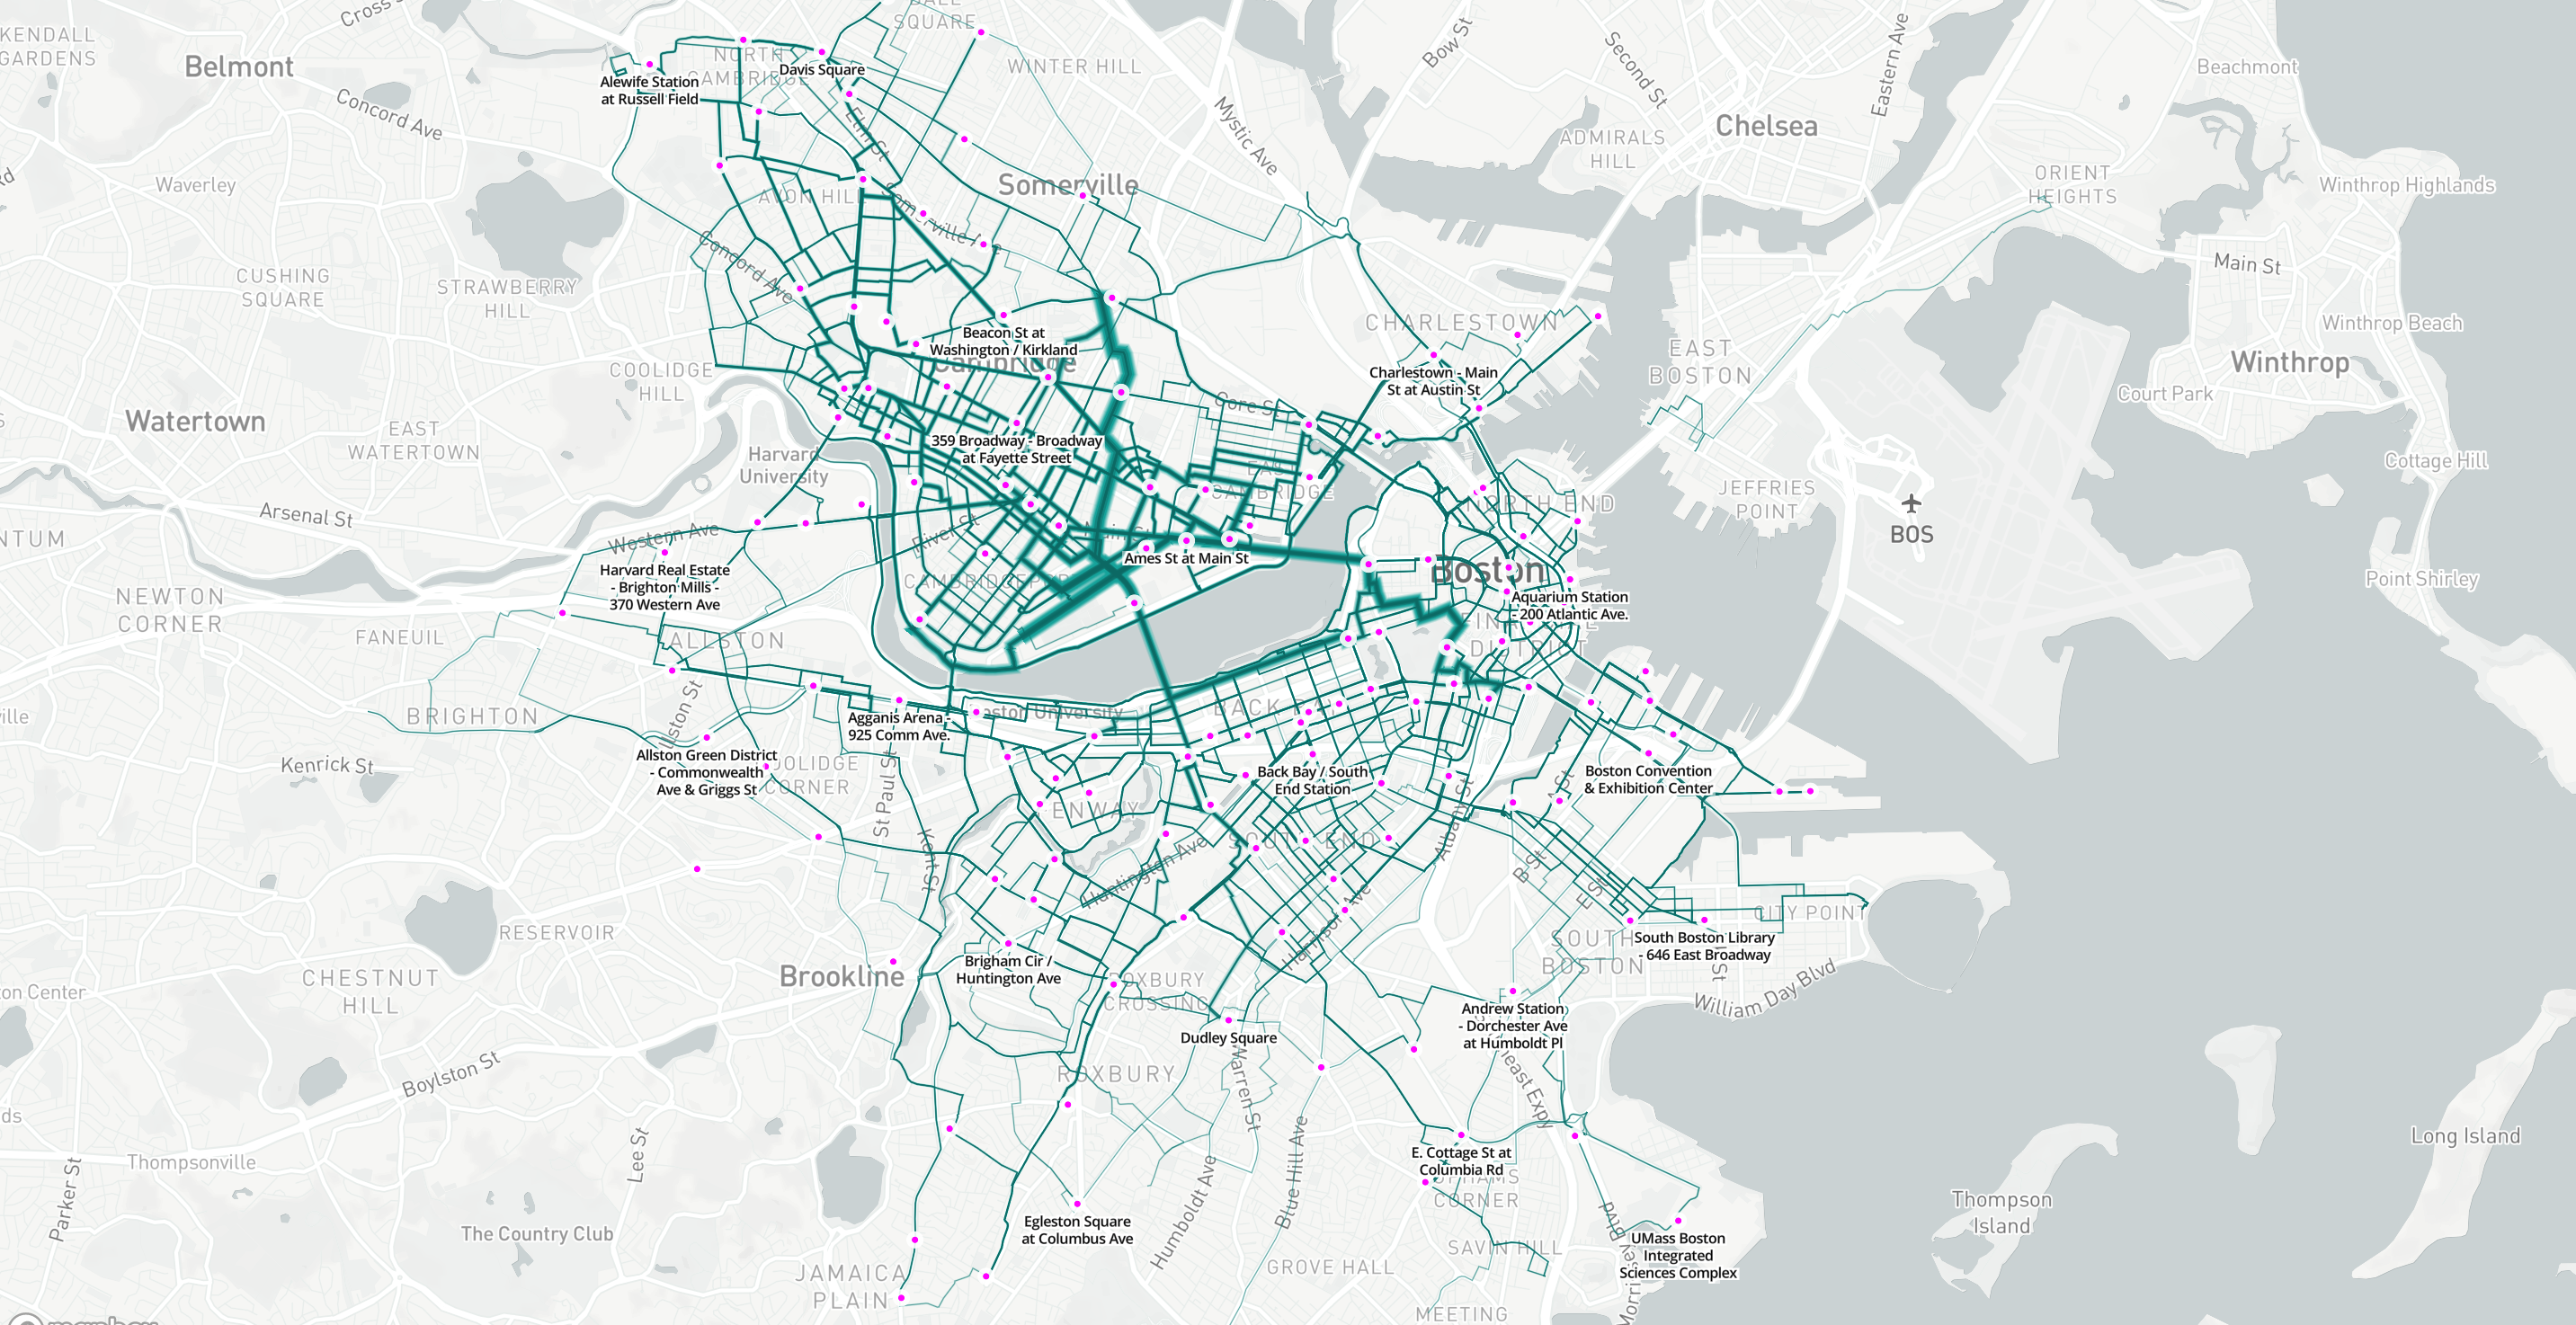 KENDALL
GARDENS
Belmont
Cross
BALL
SQUARE
WINTER HILL
NORTH
CAMBRIDGE
Davis Square
Alewife Station
at Russell Field
Concord Ave
Elm St
Waverley
AVON HILL
Somerville
Somerville Ave
Mystic Ave
Bow St
Second St
Eastern Ave
Chelsea
ADMIRALS
HILL
Beachmont
ORIENT
HEIGHTS
Winthrop Highlands
Main St
Winthrop Beach
Winthrop
Court Park
Cottage Hill
Point Shirley
CUSHING
SQUARE
STRAWBERRY
HILL
Concord Ave
COOLIDGE
HILL
Beacon St at
Washington / Kirkland
Cambridge
CHARLESTOWN
Charlestown - Main
St at Austin St
EAST
BOSTON
JEFFRIES
POINT
BOS
Watertown
EAST
WATERTOWN
Harvard
University
359 Broadway - Broadway
at Fayette Street
Gore St
EAST
CAMBRIDGE
NORTH END
Arsenal St
Western Ave
River St
Main St
Ames St at Main St
Boston
Aquarium Station
- 200 Atlantic Ave.
FINANCIAL
DISTRICT
Harvard Real Estate
- Brighton Mills -
370 Western Ave
CAMBRIDGEPORT
NEWTON
CORNER
FANEUIL
ALLSTON
BRIGHTON
Agganis Arena -
925 Comm Ave.
Boston University
BACK BAY
Allston Green District
- Commonwealth
Ave & Griggs St
COOLIDGE
CORNER
Kenrick St
St Paul St
Kent St
FENWAY
Back Bay / South
End Station
SOUTH END
Huntington Ave
Harrison Ave
Albany St
A St
B St
E St
Boston Convention
& Exhibition Center
CITY POINT
SOUTH
BOSTON
South Boston Library
- 646 East Broadway
William Day Blvd
RESERVOIR
CHESTNUT
HILL
Brookline
Brigham Cir /
Huntington Ave
ROXBURY
CROSSING
Dudley Square
Andrew Station
- Dorchester Ave
at Humboldt Pl
ROXBURY
Warren St
Boylston St
Lee St
Parker St
Thompsonville
The Country Club
Humboldt Ave
Blue Hill Ave
E. Cottage St at
Columbia Rd
UPHAMS
CORNER
Egleston Square
at Columbus Ave
SAVIN HILL
UMass Boston
Integrated
Sciences Complex
JAMAICA
PLAIN
GROVE HALL
MEETING
Thompson
Island
Long Island
mapbox